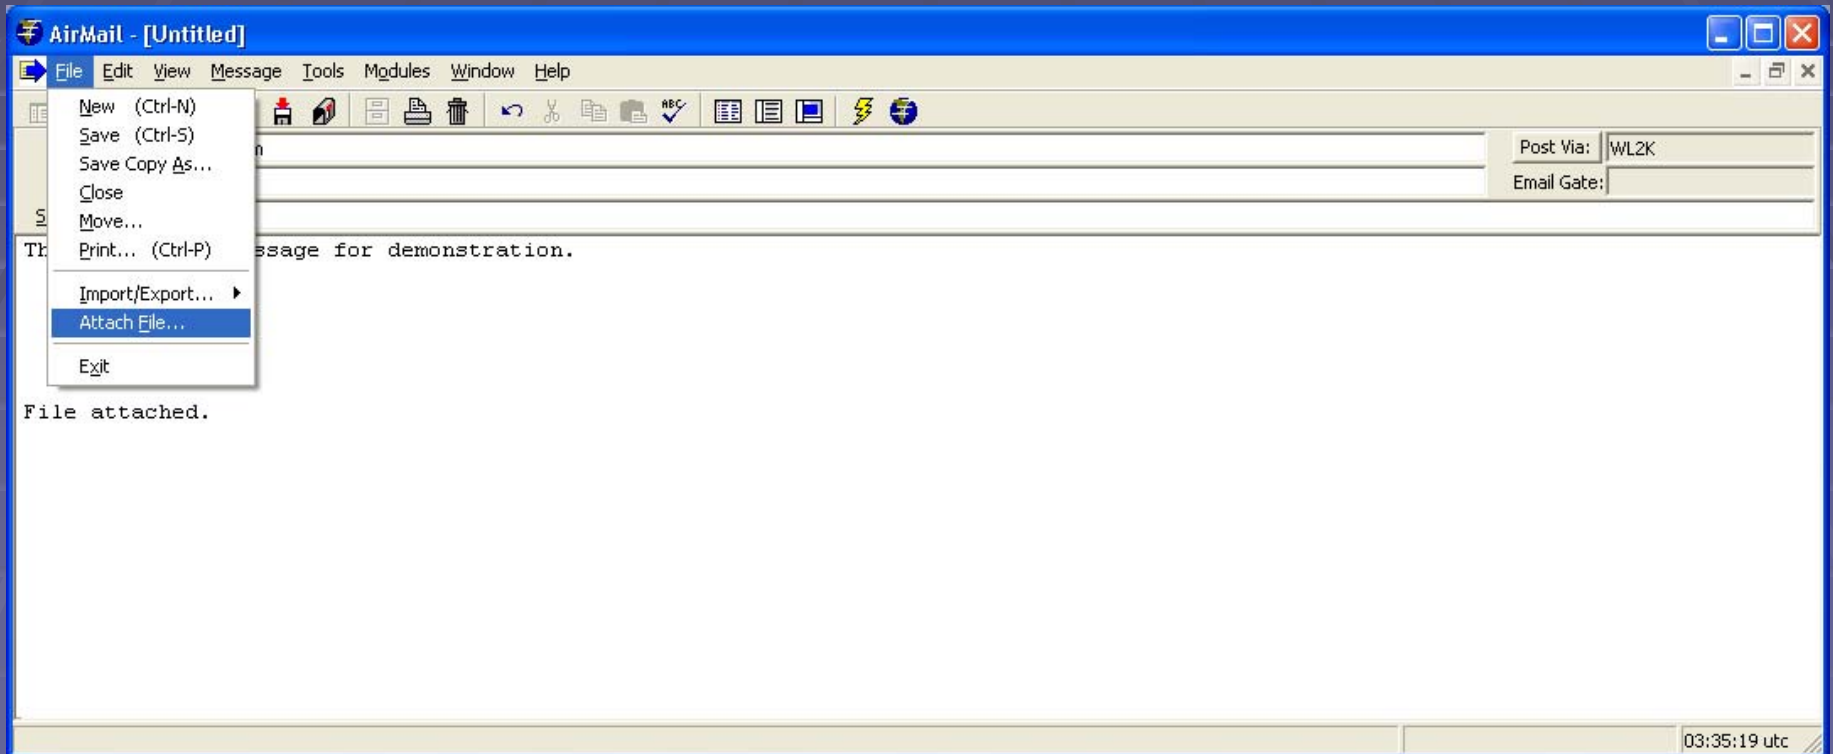 AirMail - [Untitled]
File Edit View Message Tools Modules Window Help
New (Ctrl-N)
Save (Ctrl-S)
Save Copy As...
Close
Move...
Print... (Ctrl-P)
Import/Export...
Attach File...
Exit
ABC
Post Via: WL2K
Email Gate:
for demonstration.
File attached.
03:35:19 utc